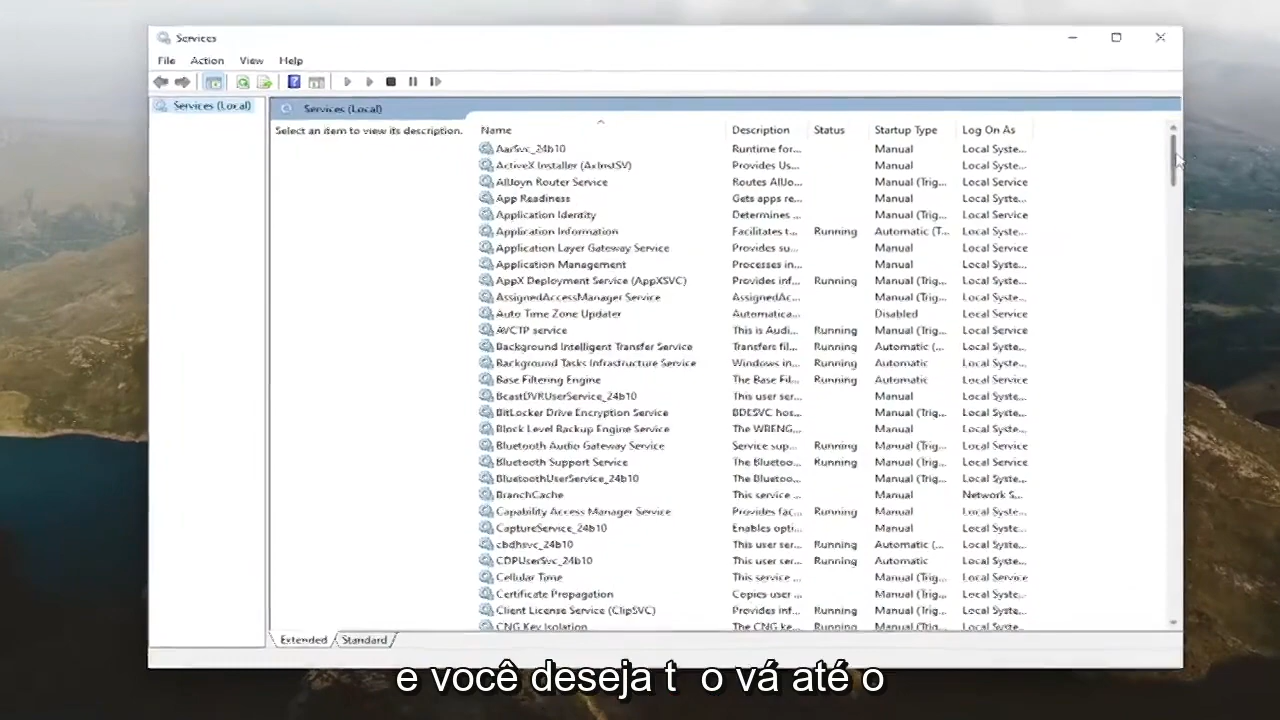 Services
File Action View Help
Services (Local)
Services (Local)
Select an item to view its description.
Name Description Status Startup Type Log On As
AarSvc_24b10 Runtime for... Manual Local Syste...
ActiveX Installer (AxInstSV) Provides Us... Manual Local Syste...
AllJoyn Router Service Routes AllJo... Manual (Trig... Local Service
App Readiness Gets apps re... Manual Local Syste...
Application Identity Determines ... Manual (Trig... Local Service
Application Information Facilitates t... Running Automatic (T... Local Syste...
Application Layer Gateway Service Provides su... Manual Local Service
Application Management Processes in... Manual Local Syste...
AppX Deployment Service (AppXSVC) Provides inf... Running Manual (Trig... Local Syste...
AssignedAccessManager Service AssignedAc... Manual (Trig... Local Syste...
Auto Time Zone Updater Automatica... Disabled Local Service
AVCTP service This is Audi... Running Manual (Trig... Local Service
Background Intelligent Transfer Service Transfers fil... Running Automatic (... Local Syste...
Background Tasks Infrastructure Service Windows in... Running Automatic Local Syste...
Base Filtering Engine The Base Fil... Running Automatic Local Service
BcastDVRUserService_24b10 This user ser... Manual Local Syste...
BitLocker Drive Encryption Service BDESVC hos... Manual (Trig... Local Syste...
Block Level Backup Engine Service The WBENG... Manual Local Syste...
Bluetooth Audio Gateway Service Service sup... Running Manual (Trig... Local Service
Bluetooth Support Service The Bluetoo... Running Manual (Trig... Local Service
BluetoothUserService_24b10 The Bluetoo... Manual (Trig... Local Syste...
BranchCache This service ... Manual Network S...
Capability Access Manager Service Provides fac... Running Manual Local Syste...
CaptureService_24b10 Enables opti... Manual Local Syste...
cbdhsvc_24b10 This user ser... Running Automatic (... Local Syste...
CDPUserSvc_24b10 This user ser... Running Automatic Local Syste...
Cellular Time This service ... Manual (Trig... Local Service
Certificate Propagation Copies user ... Manual (Trig... Local Syste...
Client License Service (ClipSVC) Provides inf... Running Manual (Trig... Local Syste...
CNG Key Isolation The CNG ke... Running Manual (Trig... Local Syste...
Extended Standard
e você deseja t o vá até o